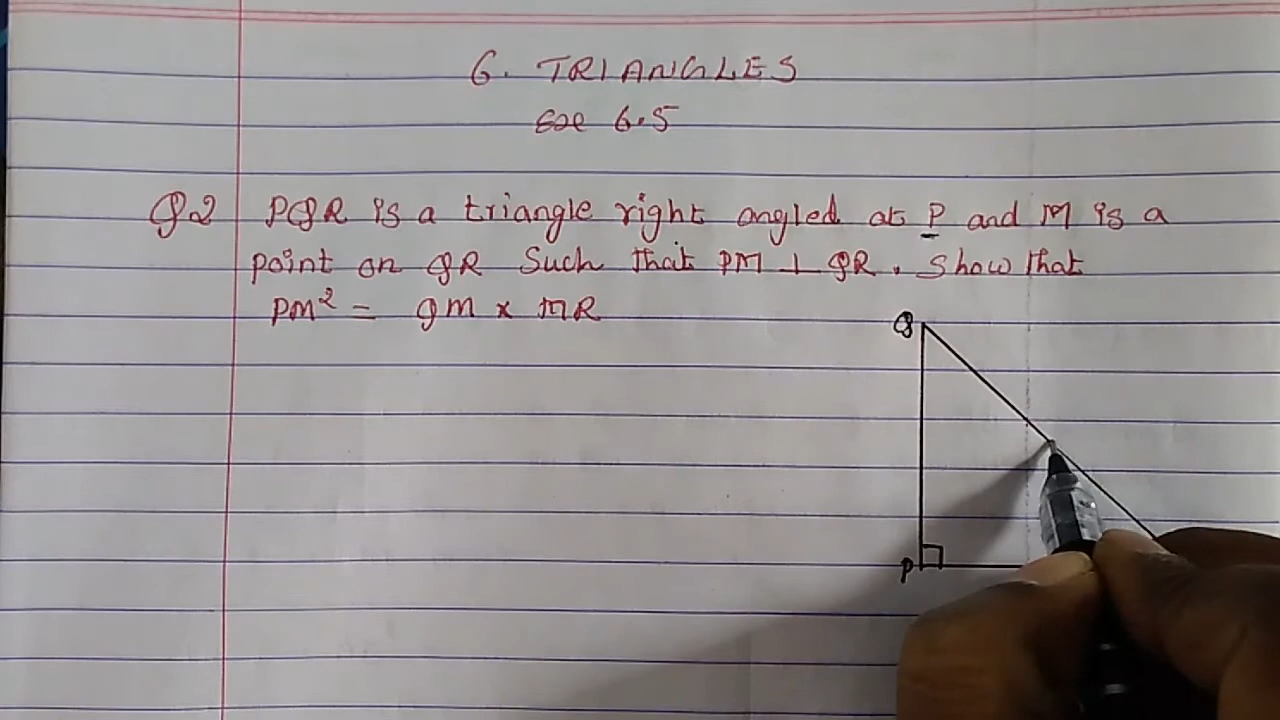 6. TRIANGLES
Exe 6.5
Q2 PQR is a triangle right angled at P and M is a
point on QR Such that PM ⊥ QR. Show that
PM² = QM × MR
Q
P